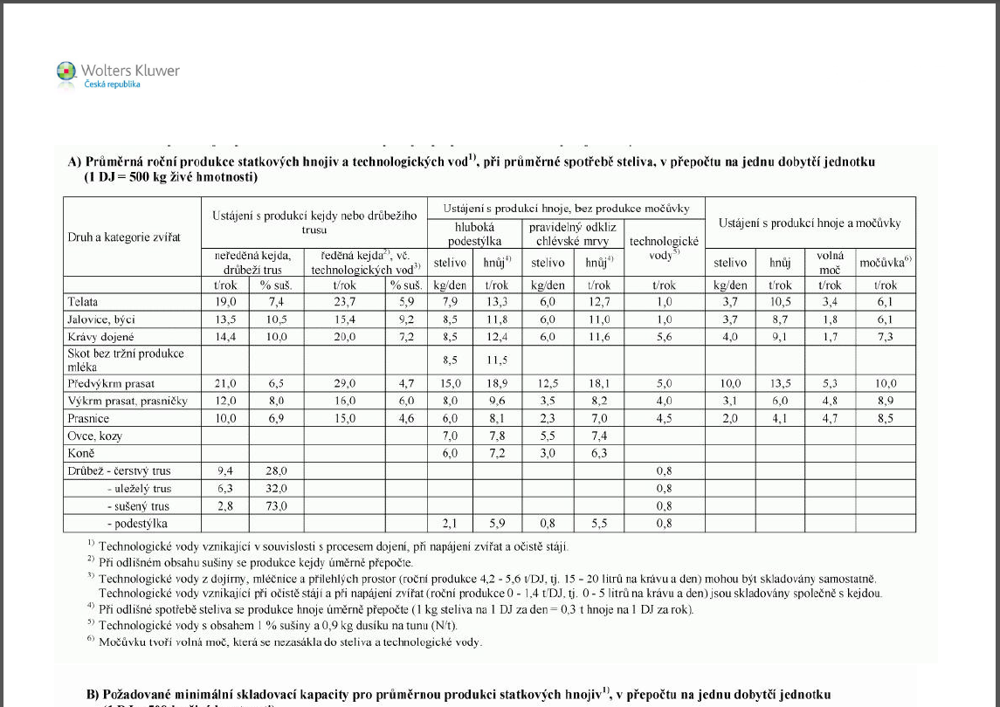 Wolters Kluwer
Česká republika
A) Průměrná roční produkce statkových hnojiv a technologických vod1), při průměrné spotřebě steliva, v přepočtu na jednu dobytčí jednotku
(1 DJ = 500 kg živé hmotnosti)
Druh a kategorie zvířat
Ustájení s produkcí kejdy nebo drůbežího
trusu
Ustájení s produkcí hnoje, bez produkce močůvky
Ustájení s produkcí hnoje a močůvky
hluboká
podestýlka
pravidelný odkliz
chlévské mrvy
technologické
vody5)
neředěná kejda,
drůbeží trus
ředěná kejda2), vč.
technologických vod3)
stelivo hnůj4) stelivo hnůj4)
stelivo hnůj volná
moč močůvka6)
t/rok % suš. t/rok % suš. kg/den t/rok kg/den t/rok t/rok kg/den t/rok t/rok t/rok
Telata 19,0 7,4 23,7 5,9 7,9 13,3 6,0 12,7 1,0 3,7 10,5 3,4 6,1
Jalovice, býci 13,5 10,5 15,4 9,2 8,5 11,8 6,0 11,0 1,0 3,7 8,7 1,8 6,1
Krávy dojené 14,4 10,0 20,0 7,2 8,5 12,4 6,0 11,6 5,6 4,0 9,1 1,7 7,3
Skot bez tržní produkce
mléka 8,5 11,5
Předvýkrm prasat 21,0 6,5 29,0 4,7 15,0 18,9 12,5 18,1 5,0 10,0 13,5 5,3 10,0
Výkrm prasat, prasničky 12,0 8,0 16,0 6,0 8,0 9,6 3,5 8,2 4,0 3,1 6,0 4,8 8,9
Prasnice 10,0 6,9 15,0 4,6 6,0 8,1 2,3 7,0 4,5 2,0 4,1 4,7 8,5
Ovce, kozy 7,0 7,8 5,5 7,4
Koně 6,0 7,2 3,0 6,3
Drůbež - čerstvý trus 9,4 28,0 0,8
- uleželý trus 6,3 32,0 0,8
- sušený trus 2,8 73,0 0,8
- podestýlka 2,1 5,9 0,8 5,5 0,8
1) Technologické vody vznikající v souvislosti s procesem dojení, při napájení zvířat a očistě stájí.
2) Při odlišném obsahu sušiny se produkce kejdy úměrně přepočte.
3) Technologické vody z dojírny, mléčnice a přilehlých prostor (roční produkce 4,2 - 5,6 t/DJ, tj. 15 – 20 litrů na krávu a den) mohou být skladovány samostatně.
Technologické vody vznikající při očistě stájí a při napájení zvířat (roční produkce 0 - 1,4 t/DJ, tj. 0 - 5 litrů na krávu a den) jsou skladovány společně s kejdou.
4) Při odlišné spotřebě steliva se produkce hnoje úměrně přepočte (1 kg steliva na 1 DJ za den = 0,3 t hnoje na 1 DJ za rok).
5) Technologické vody s obsahem 1 % sušiny a 0,9 kg dusíku na tunu (N/t).
6) Močůvku tvoří volná moč, která se nezasákla do steliva a technologické vody.
B) Požadované minimální skladovací kapacity pro průměrnou produkci statkových hnojiv1), v přepočtu na jednu dobytčí jednotku